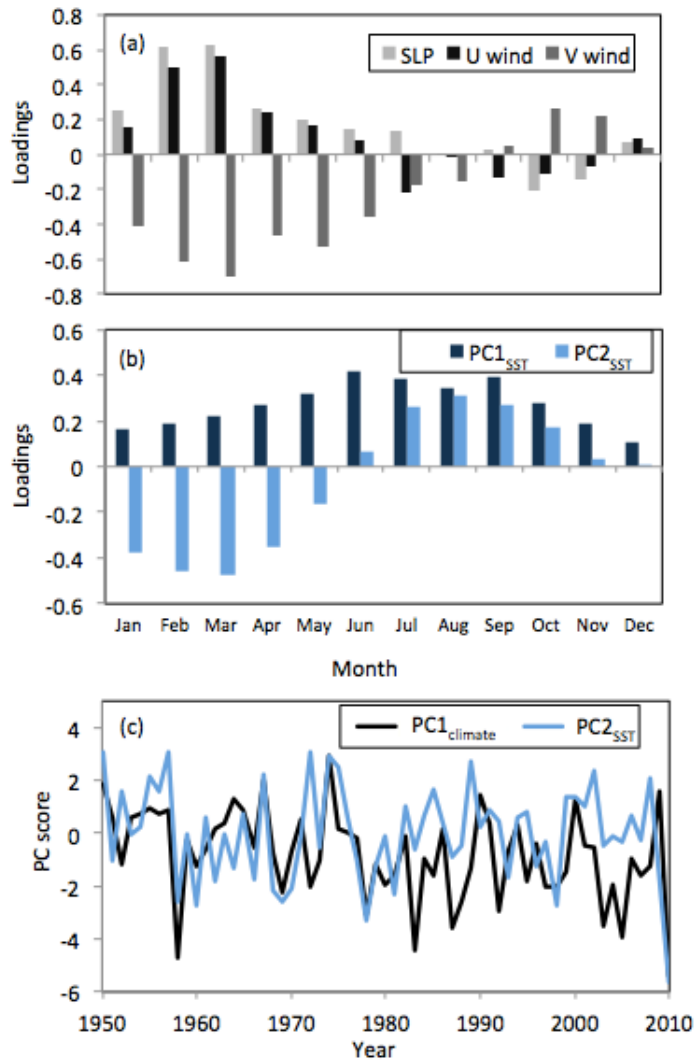 (a)
SLP U wind V wind
0.8
0.6
0.4
0.2
0
-0.2
-0.4
-0.6
-0.8
Loadings
(b)
PC1SST PC2SST
0.6
0.4
0.2
0
-0.2
-0.4
-0.6
Loadings
Jan Feb Mar Apr May Jun Jul Aug Sep Oct Nov Dec
Month
(c)
PC1climate PC2SST
4
2
0
-2
-4
-6
PC score
1950 1960 1970 1980 1990 2000 2010
Year